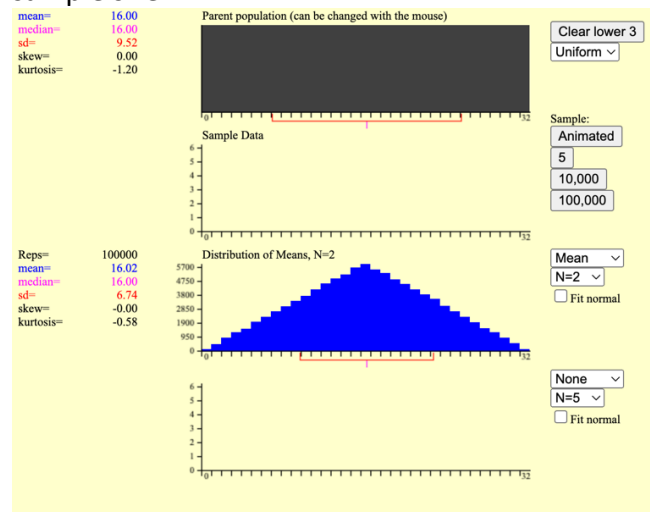 mean= 16.00
median= 16.00
sd= 9.52
skew= 0.00
kurtosis= -1.20
Parent population (can be changed with the mouse)
0 32
Clear lower 3
Uniform
Sample:
Animated
5
10,000
100,000
Sample Data
6
5
4
3
2
1
0
0 32
Reps= 100000
mean= 16.02
median= 16.00
sd= 6.74
skew= -0.00
kurtosis= -0.58
Distribution of Means, N=2
5700
4750
3800
2850
1900
950
0
0 32
Mean
N=2
Fit normal
6
5
4
3
2
1
0
0 32
None
N=5
Fit normal